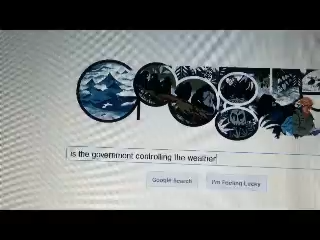 is the government controlling the weather
Google Search
I'm Feeling Lucky